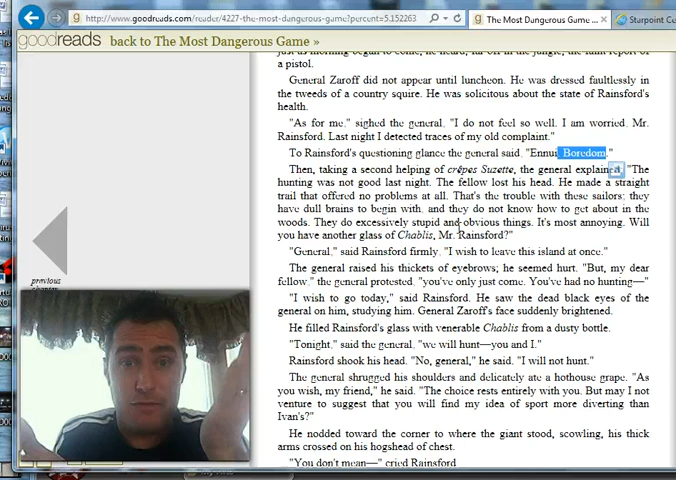 http://www.goodreads.com/reader/4227-the-most-dangerous-game?percent=5.152263
The Most Dangerous Game ...
Starpoint Ce
goodreads back to The Most Dangerous Game »
a pistol.
General Zaroff did not appear until luncheon. He was dressed faultlessly in
the tweeds of a country squire. He was solicitous about the state of Rainsford's
health.
"As for me," sighed the general, "I do not feel so well. I am worried, Mr.
Rainsford. Last night I detected traces of my old complaint."
To Rainsford's questioning glance the general said, "Ennui. Boredom."
Then, taking a second helping of crêpes Suzette, the general explained, "The
hunting was not good last night. The fellow lost his head. He made a straight
trail that offered no problems at all. That's the trouble with these sailors; they
have dull brains to begin with, and they do not know how to get about in the
woods. They do excessively stupid and obvious things. It's most annoying. Will
you have another glass of Chablis, Mr. Rainsford?"
"General," said Rainsford firmly, "I wish to leave this island at once."
The general raised his thickets of eyebrows; he seemed hurt. "But, my dear
fellow," the general protested, "you've only just come. You've had no hunting—"
"I wish to go today," said Rainsford. He saw the dead black eyes of the
general on him, studying him. General Zaroff's face suddenly brightened.
He filled Rainsford's glass with venerable Chablis from a dusty bottle.
"Tonight," said the general, "we will hunt—you and I."
Rainsford shook his head. "No, general," he said. "I will not hunt."
The general shrugged his shoulders and delicately ate a hothouse grape. "As
you wish, my friend," he said. "The choice rests entirely with you. But may I not
venture to suggest that you will find my idea of sport more diverting than
Ivan's?"
He nodded toward the corner to where the giant stood, scowling, his thick
arms crossed on his hogshead of chest.
"You don't mean—" cried Rainsford
previous
chapter